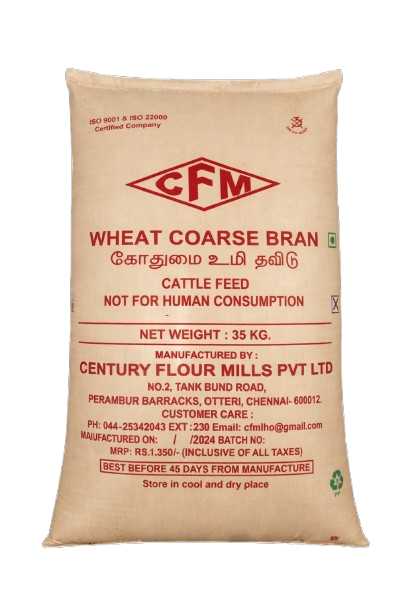 ISO 9001 & ISO 22000
Certified Company
CFM
WHEAT COARSE BRAN
கோதுமை உமி தவிடு
CATTLE FEED
NOT FOR HUMAN CONSUMPTION
NET WEIGHT : 35 KG.
MANUFACTURED BY :
CENTURY FLOUR MILLS PVT LTD
NO.2, TANK BUND ROAD,
PERAMBUR BARRACKS, OTTERI, CHENNAI- 600012.
CUSTOMER CARE :
PH: 044-25342043 EXT :230 Email: cfmlho@gmail.com
MAIUFACTURED ON: / /2024 BATCH NO:
MRP: RS.1,350/- (INCLUSIVE OF ALL TAXES)
BEST BEFORE 45 DAYS FROM MANUFACTURE
Store in cool and dry place
PP